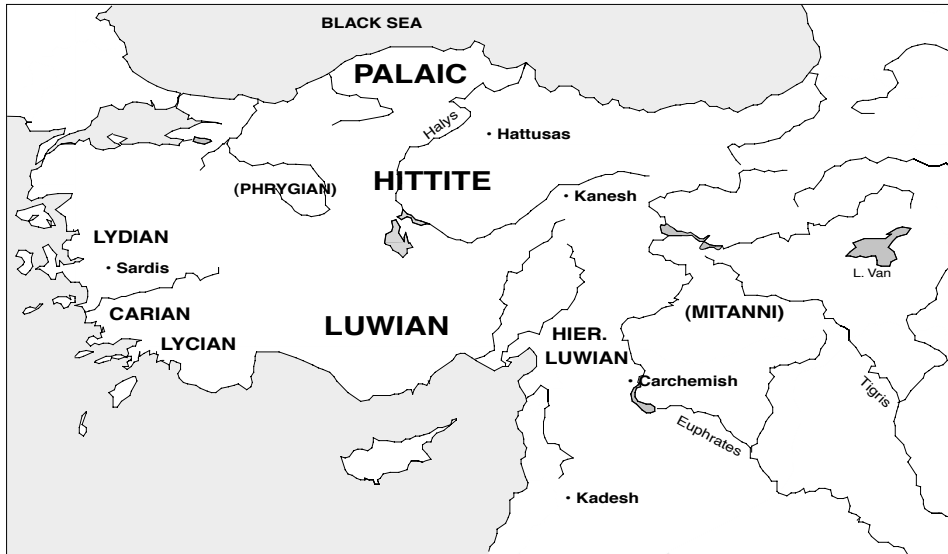 BLACK SEA
PALAIC
Halys
Hattusas
(PHRYGIAN)
HITTITE
Kanesh
LYDIAN
Sardis
L. Van
CARIAN
LYCIAN
LUWIAN
HIER.
LUWIAN
(MITANNI)
Carchemish
Tigris
Euphrates
Kadesh